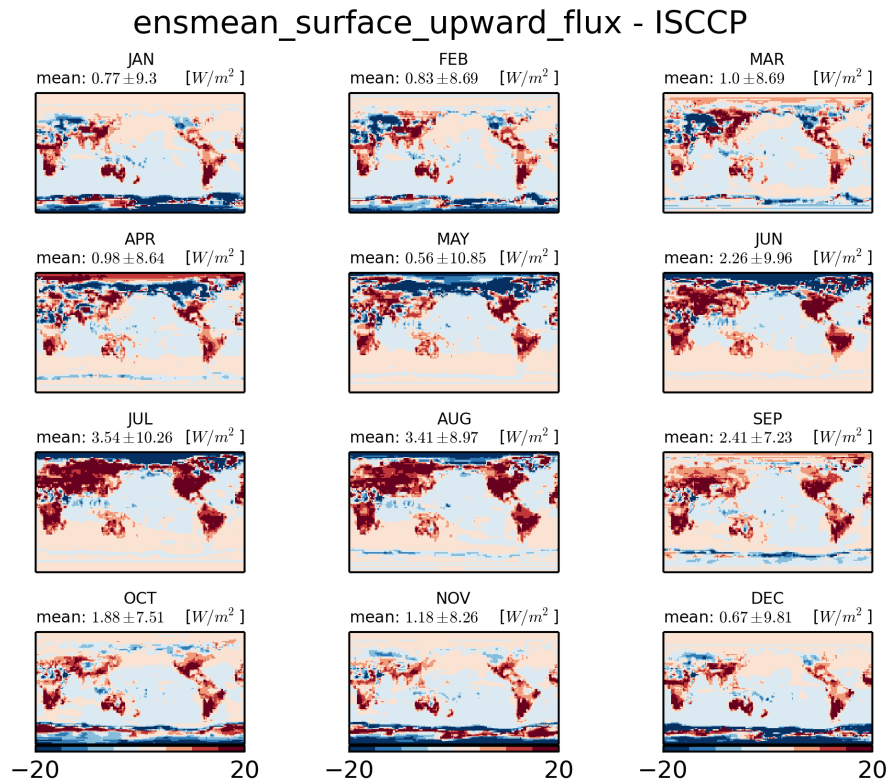 ensmean_surface_upward_flux - ISCCP
JAN FEB MAR
mean: 0.77±9.3 [W/m²] mean: 0.83±8.69 [W/m²] mean: 1.0±8.69 [W/m²]
APR MAY JUN
mean: 0.98±8.64 [W/m²] mean: 0.56±10.85 [W/m²] mean: 2.26±9.96 [W/m²]
JUL AUG SEP
mean: 3.54±10.26 [W/m²] mean: 3.41±8.97 [W/m²] mean: 2.41±7.23 [W/m²]
OCT NOV DEC
mean: 1.88±7.51 [W/m²] mean: 1.18±8.26 [W/m²] mean: 0.67±9.81 [W/m²]
−20 20 −20 20 −20 20